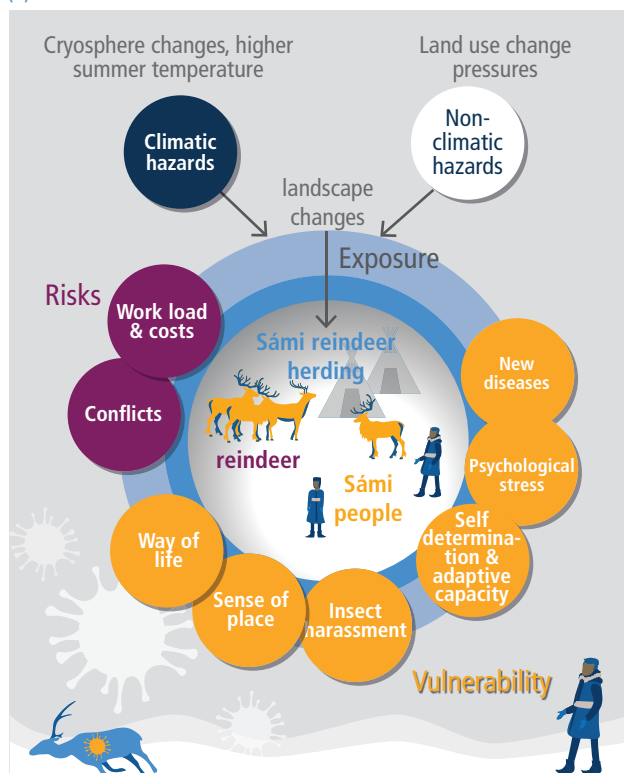 Cryosphere changes, higher
summer temperature
Land use change
pressures
Climatic
hazards
Non-
climatic
hazards
landscape
changes
Exposure
Risks
Work load
& costs
Conflicts
Sámi reindeer
herding
reindeer
Sámi
people
New
diseases
Psychological
stress
Self
determina-
tion &
adaptive
capacity
Way of
life
Sense of
place
Insect
harassment
Vulnerability